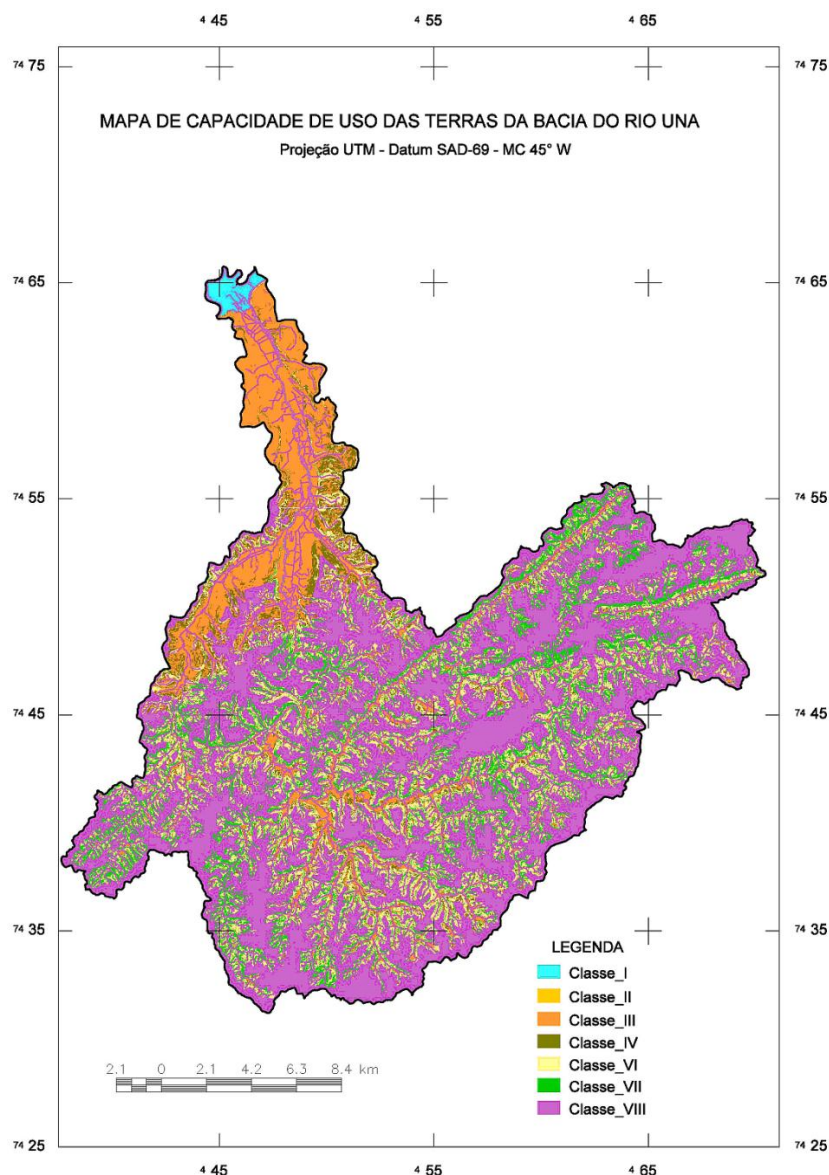 4 45 4 55 4 65
74 75 74 75
MAPA DE CAPACIDADE DE USO DAS TERRAS DA BACIA DO RIO UNA
Projeção UTM - Datum SAD-69 - MC 45° W
74 65 74 65
74 55 74 55
74 45 74 45
74 35 74 35
LEGENDA
Classe_I
Classe_II
Classe_III
Classe_IV
Classe_VI
Classe_VII
Classe_VIII
2.1 0 2.1 4.2 6.3 8.4 km
74 25 74 25
4 45 4 55 4 65